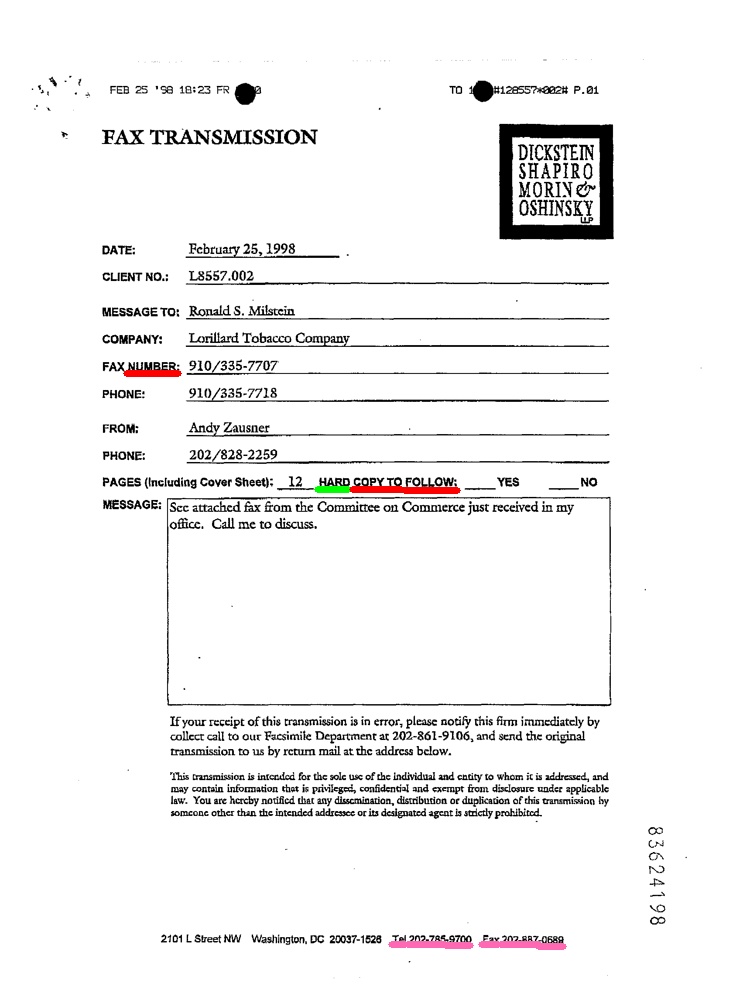 FEB 25 '98 18:23 FR 0 TO 1 #128557*002# P.01
FAX TRANSMISSION
DICKSTEIN
SHAPIRO
MORIN &
OSHINSKY
LLP
DATE: February 25, 1998
CLIENT NO.: L8557.002
MESSAGE TO: Ronald S. Milstein
COMPANY: Lorillard Tobacco Company
FAX NUMBER: 910/335-7707
PHONE: 910/335-7718
FROM: Andy Zausner
PHONE: 202/828-2259
PAGES (Including Cover Sheet): 12 HARD COPY TO FOLLOW: YES NO
MESSAGE: See attached fax from the Committee on Commerce just received in my
office. Call me to discuss.
If your receipt of this transmission is in error, please notify this firm immediately by
collect call to our Facsimile Department at 202-861-9106, and send the original
transmission to us by return mail at the address below.
This transmission is intended for the sole use of the individual and entity to whom it is addressed, and
may contain information that is privileged, confidential and exempt from disclosure under applicable
law. You are hereby notified that any dissemination, distribution or duplication of this transmission by
someone other than the intended addressee or its designated agent is strictly prohibited.
83624198
2101 L Street NW Washington, DC 20037-1526 Tel 202-785-9700 Fax 202-887-0689